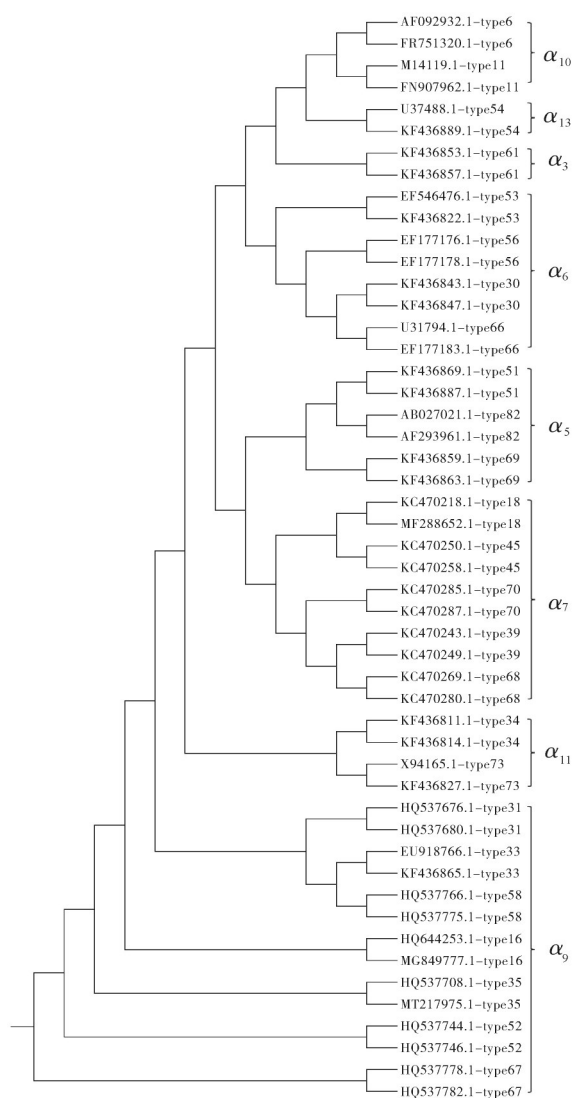 AF092932.1-type6
FR751320.1-type6
M14119.1-type11
FN907962.1-type11
α10
U37488.1-type54
KF436889.1-type54
α13
KF436853.1-type61
KF436857.1-type61
α3
EF546476.1-type53
KF436822.1-type53
EF177176.1-type56
EF177178.1-type56
KF436843.1-type30
KF436847.1-type30
U31794.1-type66
EF177183.1-type66
α6
KF436869.1-type51
KF436887.1-type51
AB027021.1-type82
AF293961.1-type82
KF436859.1-type69
KF436863.1-type69
α5
KC470218.1-type18
MF288652.1-type18
KC470250.1-type45
KC470258.1-type45
KC470285.1-type70
KC470287.1-type70
KC470243.1-type39
KC470249.1-type39
KC470269.1-type68
KC470280.1-type68
α7
KF436811.1-type34
KF436814.1-type34
X94165.1-type73
KF436827.1-type73
α11
HQ537676.1-type31
HQ537680.1-type31
EU918766.1-type33
KF436865.1-type33
HQ537766.1-type58
HQ537775.1-type58
HQ644253.1-type16
MG849777.1-type16
HQ537708.1-type35
MT217975.1-type35
HQ537744.1-type52
HQ537746.1-type52
HQ537778.1-type67
HQ537782.1-type67
α9